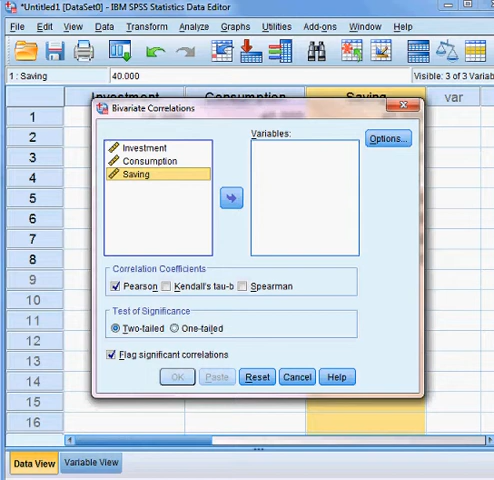 *Untitled1 [DataSet0] - IBM SPSS Statistics Data Editor
File Edit View Data Transform Analyze Graphs Utilities Add-ons Window Help
1 : Saving 40.000 Visible: 3 of 3 Variab
Investment Consumption Saving var
Bivariate Correlations
Variables:
Options...
Investment
Consumption
Saving
Correlation Coefficients
Pearson Kendall's tau-b Spearman
Test of Significance
Two-tailed One-tailed
Flag significant correlations
OK Paste Reset Cancel Help
1
2
3
4
5
6
7
8
9
10
11
12
13
14
15
16
Data View Variable View